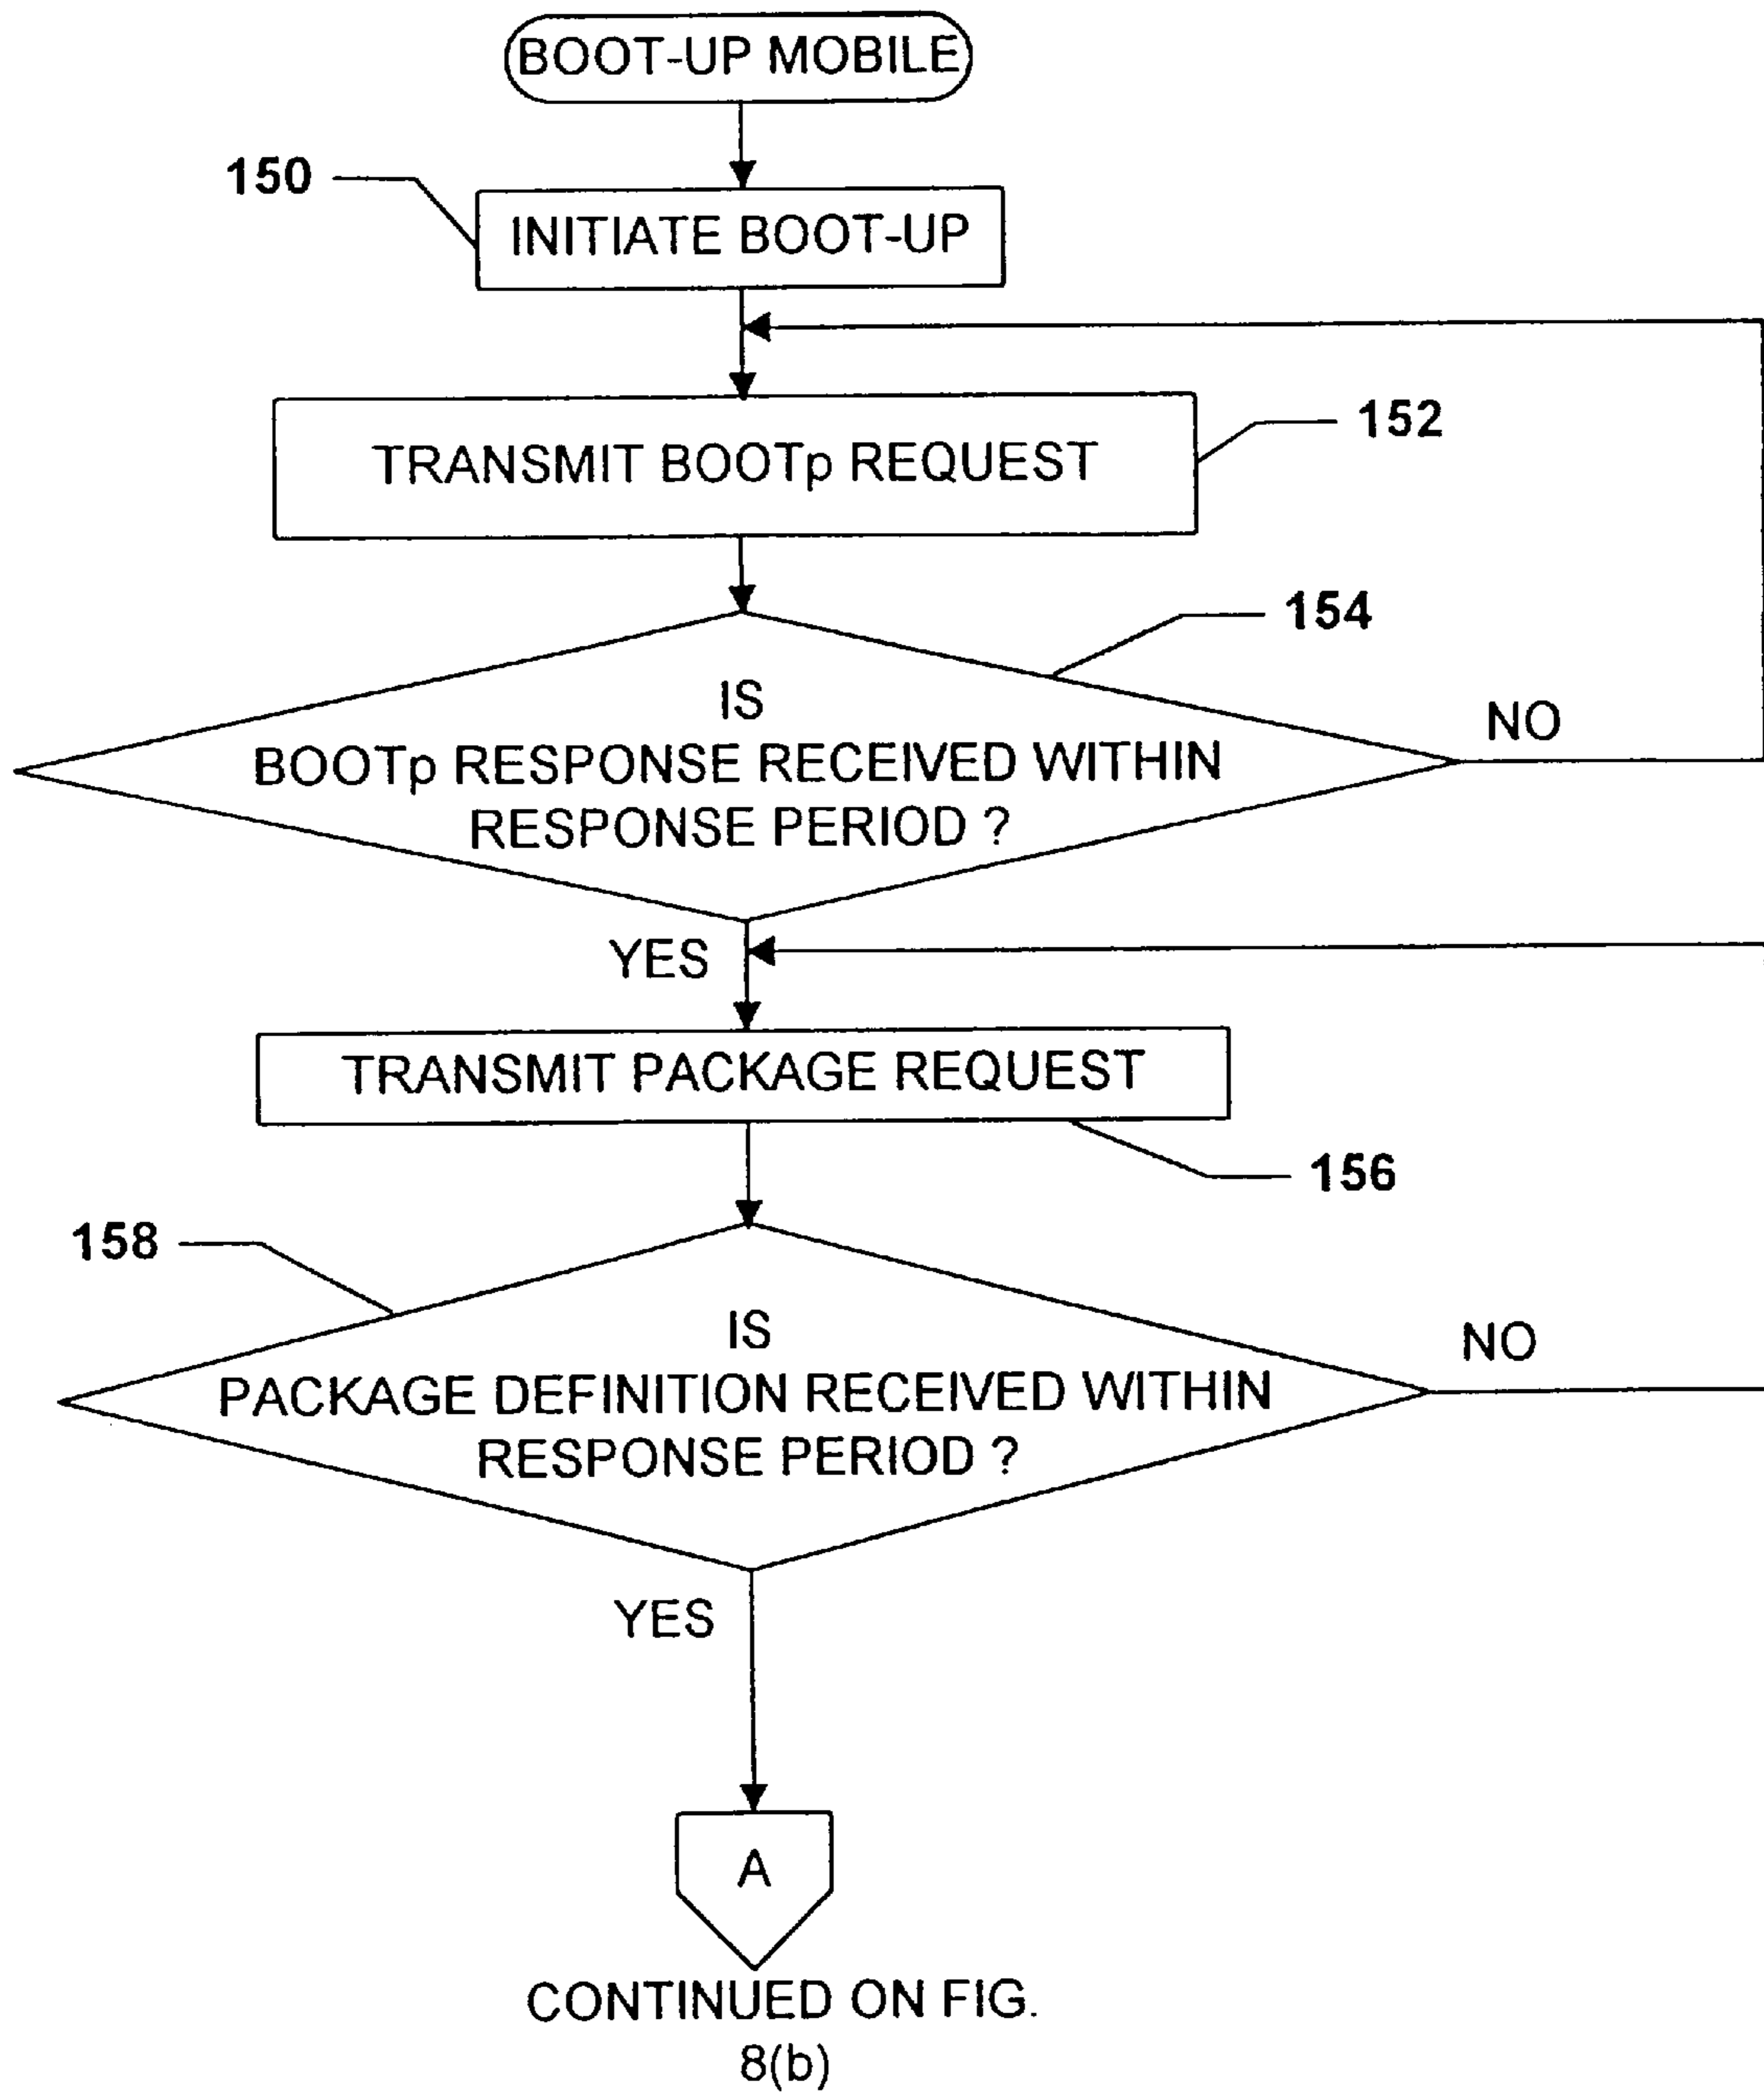 BOOT-UP MOBILE
150
INITIATE BOOT-UP
TRANSMIT BOOTp REQUEST
152
154
IS
BOOTp RESPONSE RECEIVED WITHIN
RESPONSE PERIOD ?
NO
YES
TRANSMIT PACKAGE REQUEST
156
158
IS
PACKAGE DEFINITION RECEIVED WITHIN
RESPONSE PERIOD ?
NO
YES
A
CONTINUED ON FIG.
8(b)